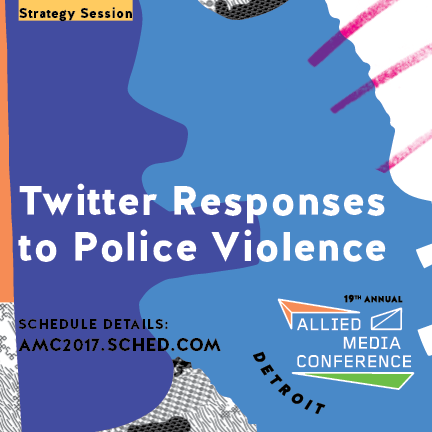 Strategy Session
Twitter Responses
to Police Violence
SCHEDULE DETAILS:
AMC2017.SCHED.COM
19TH ANNUAL
ALLIED
MEDIA
CONFERENCE
DETROIT